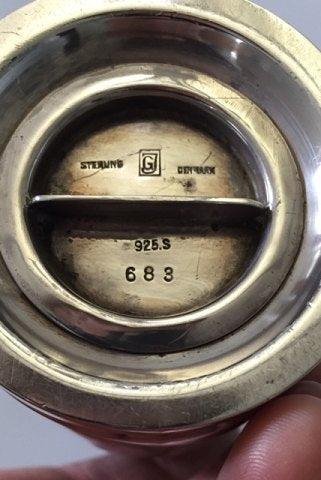 STERLING GJ DENMARK
925.S
683